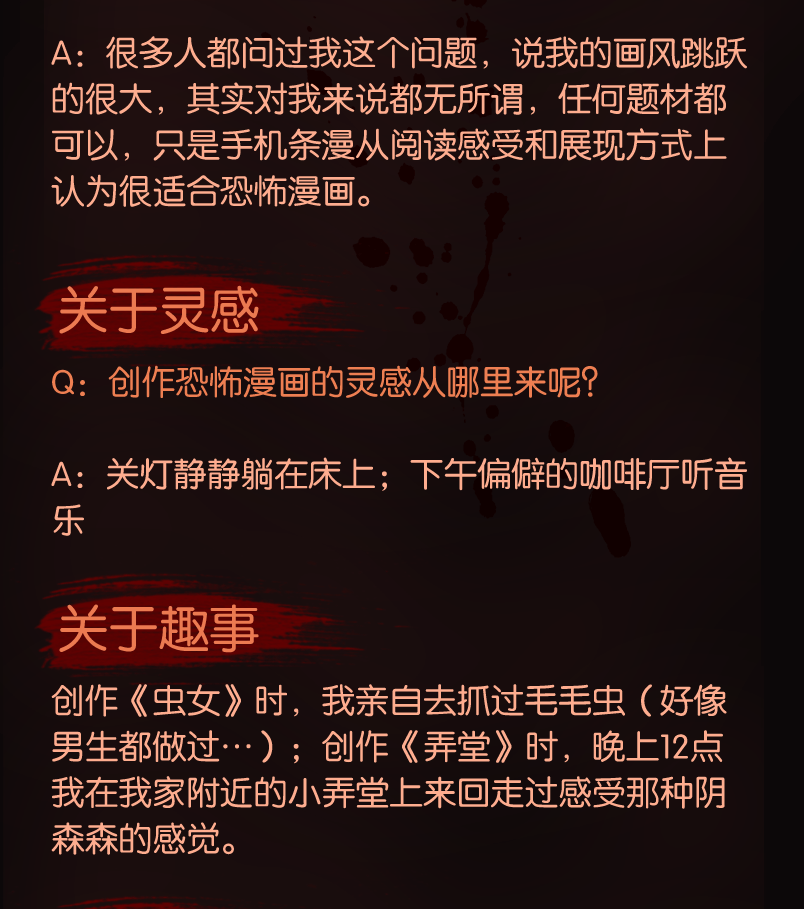 A：很多人都问过我这个问题，说我的画风跳跃
的很大，其实对我来说都无所谓，任何题材都
可以，只是手机条漫从阅读感受和展现方式上
认为很适合恐怖漫画。
关于灵感
Q：创作恐怖漫画的灵感从哪里来呢？
A：关灯静静躺在床上；下午偏僻的咖啡厅听音
乐
关于趣事
创作《虫女》时，我亲自去抓过毛毛虫（好像
男生都做过…）；创作《弄堂》时，晚上12点
我在我家附近的小弄堂上来回走过感受那种阴
森森的感觉。